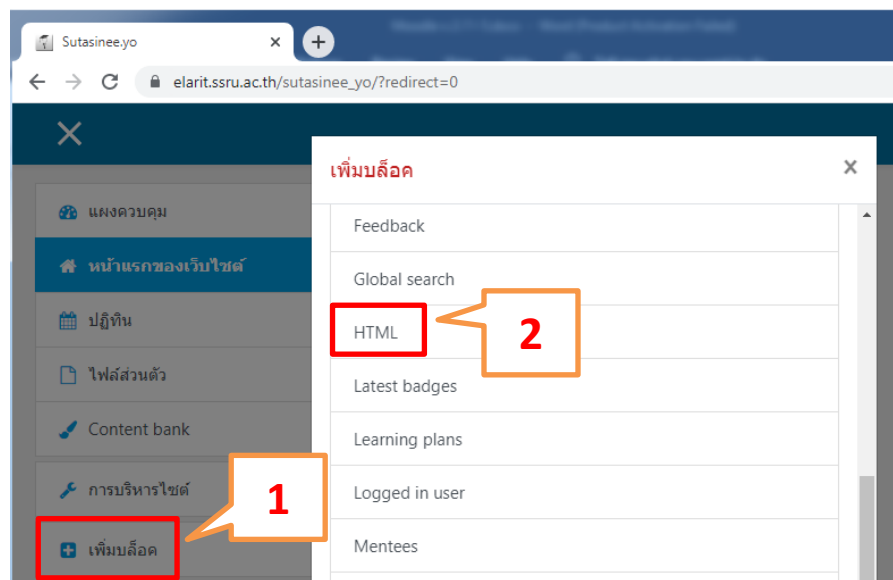 Sutasinee.yo
elarit.ssru.ac.th/sutasinee_yo/?redirect=0
เพิ่มบล็อค
แผงควบคุม
หน้าแรกของเว็บไซต์
ปฏิทิน
ไฟล์ส่วนตัว
Content bank
การบริหารไซต์
เพิ่มบล็อค
1
Feedback
Global search
HTML
2
Latest badges
Learning plans
Logged in user
Mentees